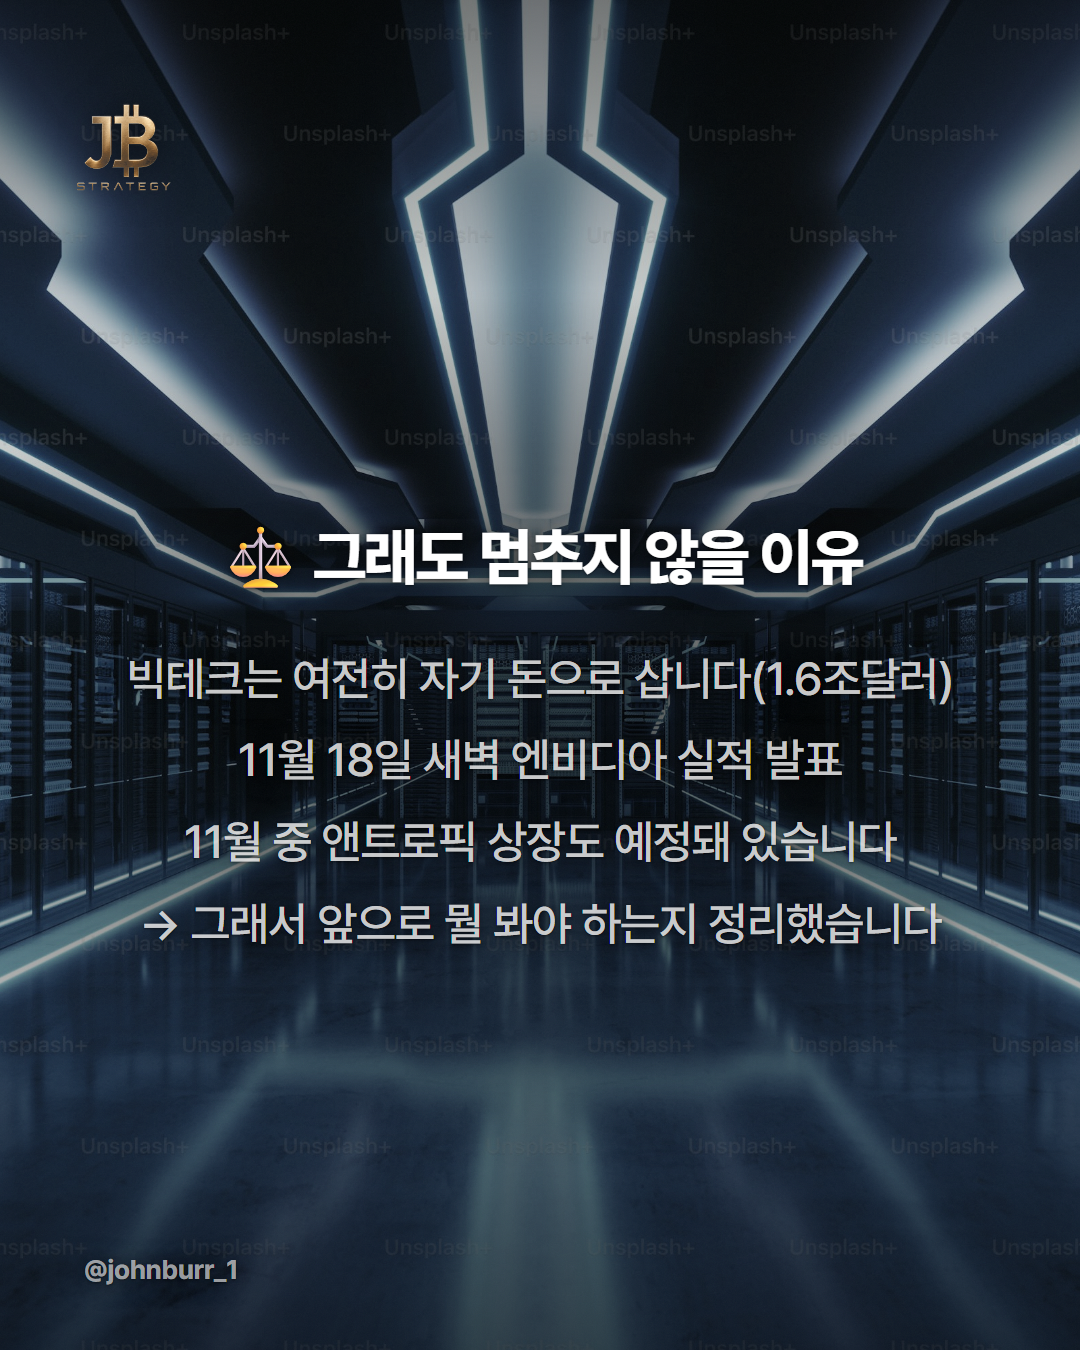 JB
STRATEGY
⚖️ 그래도 멈추지 않을 이유
빅테크는 여전히 자기 돈으로 삽니다(1.6조달러)
11월 18일 새벽 엔비디아 실적 발표
11월 중 앤트로픽 상장도 예정돼 있습니다
→ 그래서 앞으로 뭘 봐야 하는지 정리했습니다
@johnburr_1
Unsplash+